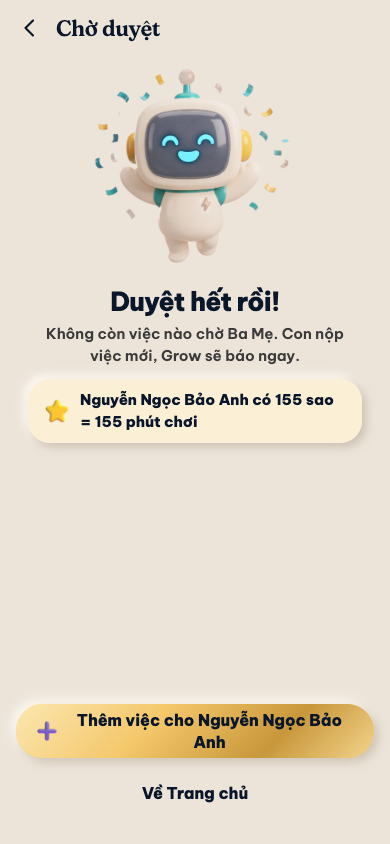 Chờ duyệt
Duyệt hết rồi!
Không còn việc nào chờ Ba Mẹ. Con nộp
việc mới, Grow sẽ báo ngay.
Nguyễn Ngọc Bảo Anh có 155 sao
= 155 phút chơi
Thêm việc cho Nguyễn Ngọc Bảo
Anh
Về Trang chủ